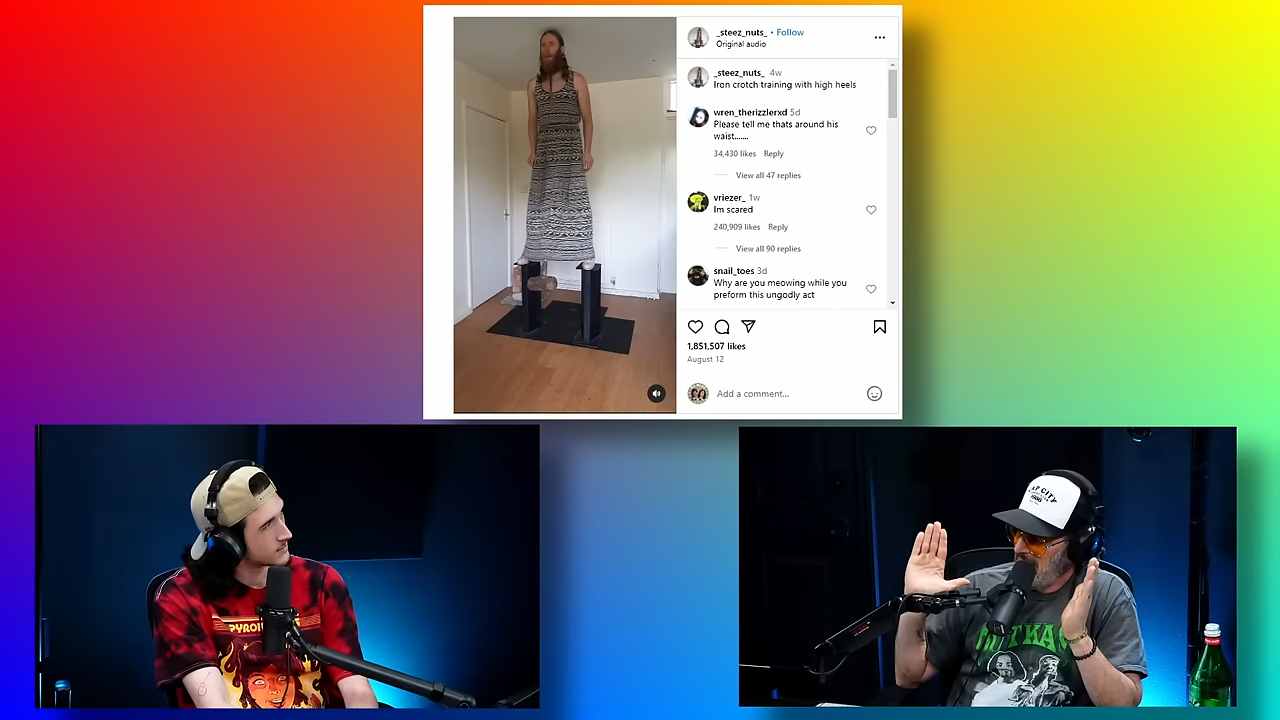 _steez_nuts_ • Follow
Original audio
_steez_nuts_ 4w
Iron crotch training with high heels
wren_therizzlerxd 5d
Please tell me thats around his
waist.......
34,430 likes Reply
View all 47 replies
vriezer_ 1w
Im scared
240,909 likes Reply
View all 90 replies
snail_toes 3d
Why are you meowing while you
preform this ungodly act
1,851,507 likes
August 12
Add a comment...